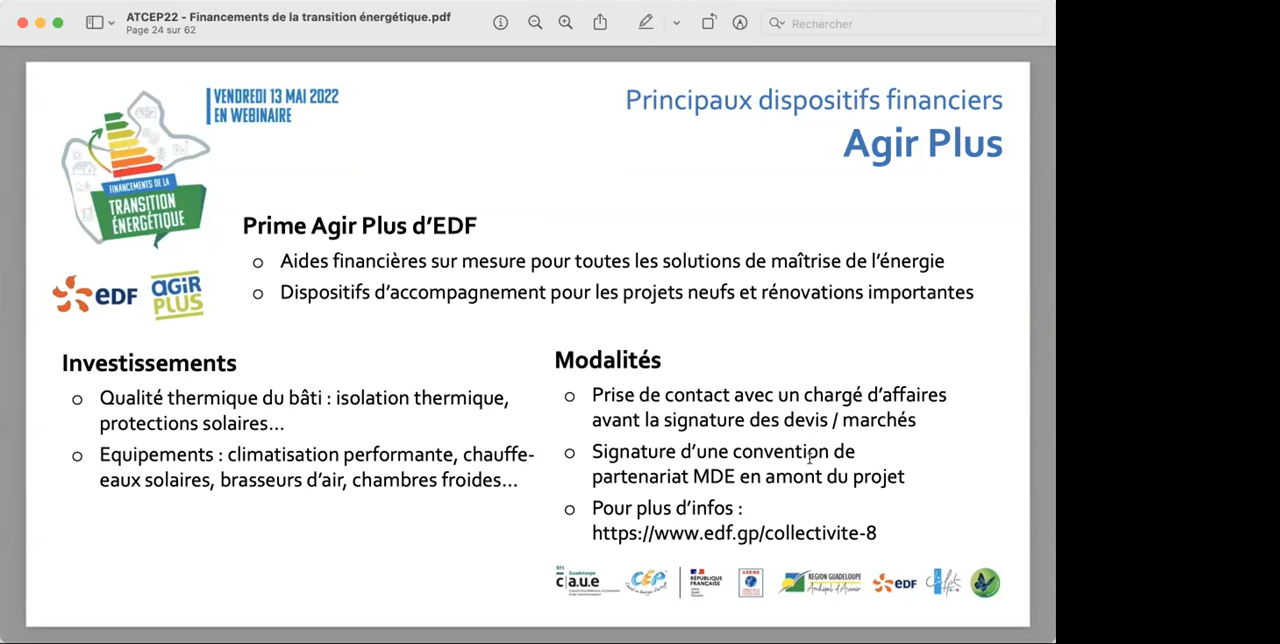 ATCEP22 - Financements de la transition énergétique.pdf
Page 24 sur 62
Rechercher
VENDREDI 13 MAI 2022
EN WEBINAIRE
Principaux dispositifs financiers
Agir Plus
FINANCEMENTS DE LA
TRANSITION
ÉNERGÉTIQUE
Prime Agir Plus d'EDF
o Aides financières sur mesure pour toutes les solutions de maîtrise de l'énergie
o Dispositifs d'accompagnement pour les projets neufs et rénovations importantes
EDF
AGIR
PLUS
Investissements
o Qualité thermique du bâti : isolation thermique,
protections solaires...
o Equipements : climatisation performante, chauffe-
eaux solaires, brasseurs d'air, chambres froides...
Modalités
o Prise de contact avec un chargé d'affaires
avant la signature des devis / marchés
o Signature d'une convention de
partenariat MDE en amont du projet
o Pour plus d'infos :
https://www.edf.gp/collectivite-8
971
Guadeloupe
c|a.u.e
CEP
RÉPUBLIQUE
FRANÇAISE
ADEME
REGION GUADELOUPE
EDF